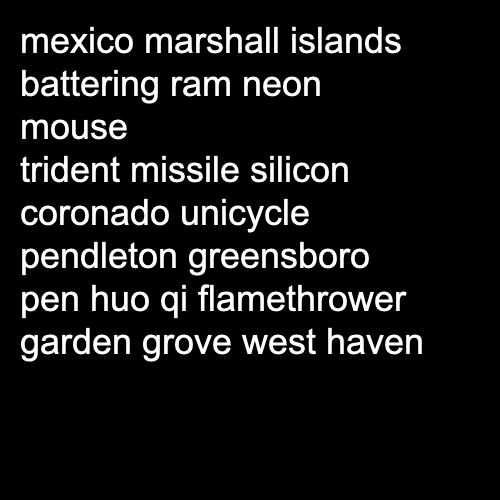 mexico marshall islands
battering ram neon
mouse
trident missile silicon
coronado unicycle
pendleton greensboro
pen huo qi flamethrower
garden grove west haven